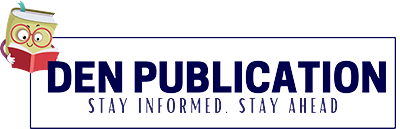 DEN PUBLICATION
STAY INFORMED. STAY AHEAD